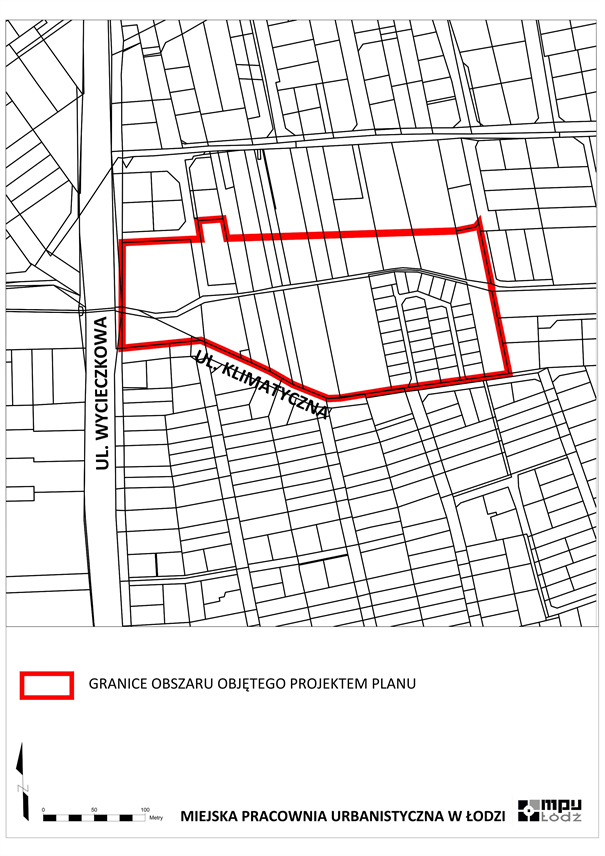 UL. WYCIECZKOWA
UL. KLIMATYCZNA
GRANICE OBSZARU OBJĘTEGO PROJEKTEM PLANU
N
0 50 100
Metry
MIEJSKA PRACOWNIA URBANISTYCZNA W ŁODZI
mpu
Łódź